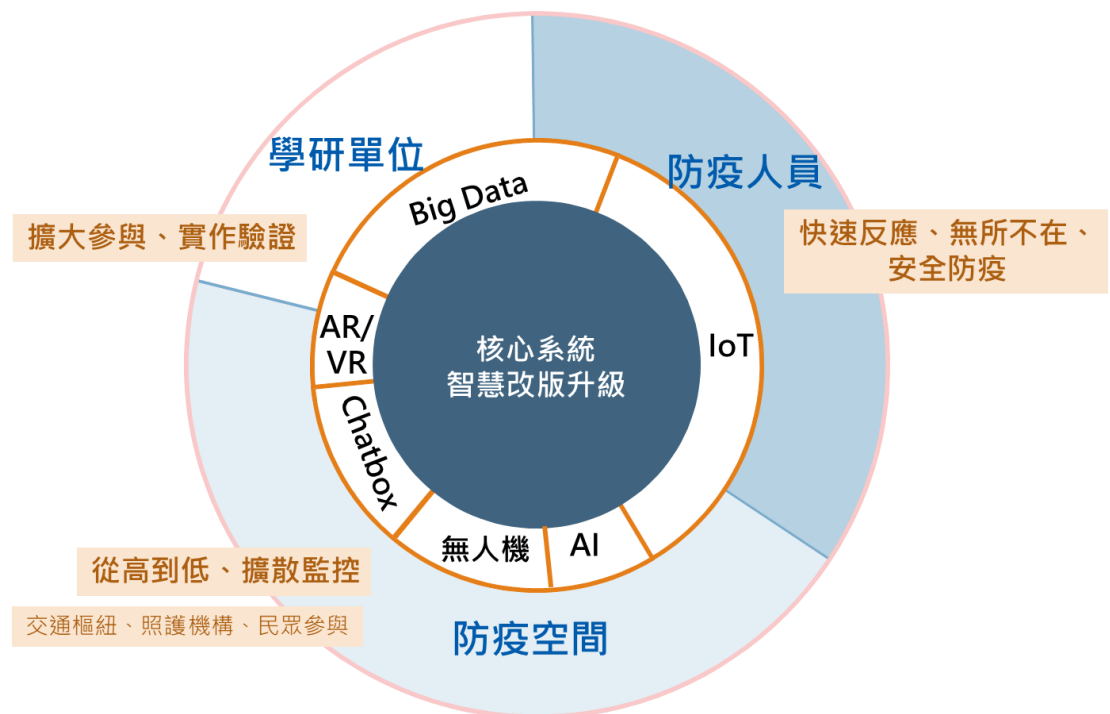 學研單位
防疫人員
Big Data
擴大參與、實作驗證
快速反應、無所不在、
安全防疫
AR/
VR
核心系統
智慧改版升級
IoT
Chatbox
無人機
AI
從高到低、擴散監控
交通樞紐、照護機構、民眾參與
防疫空間